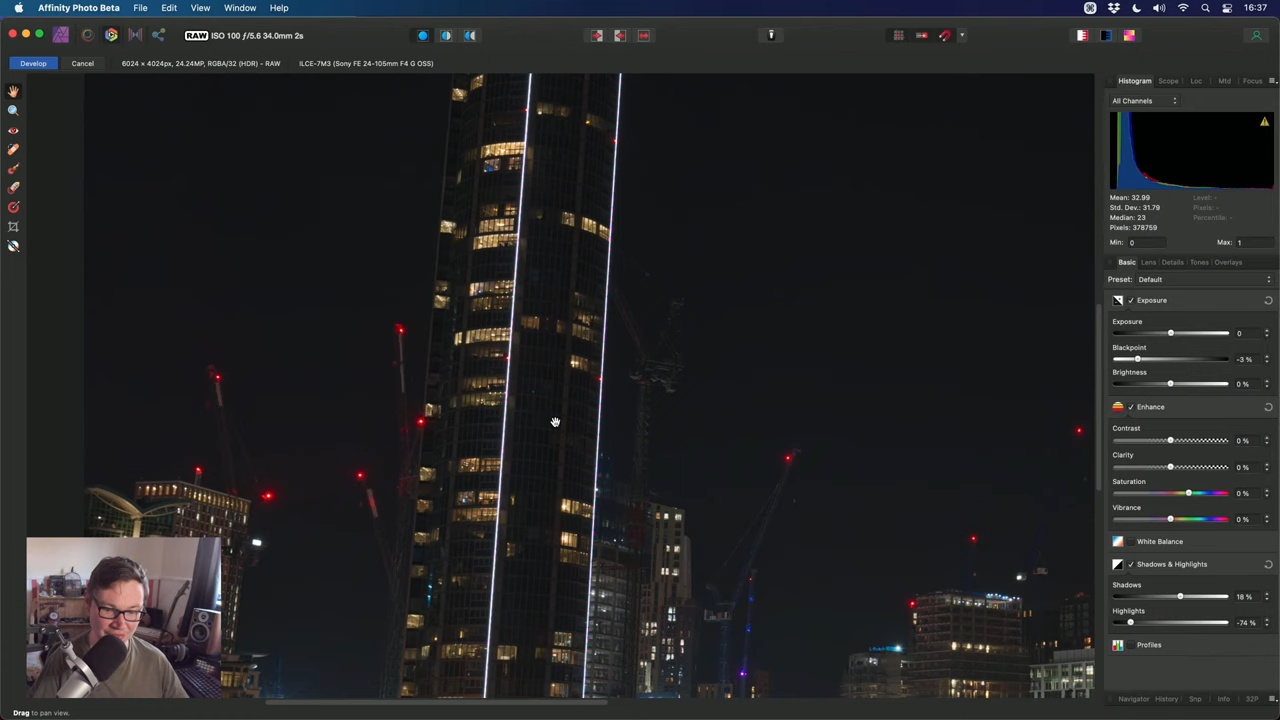 Affinity Photo Beta File Edit View Window Help 16:37
RAW ISO 100 ƒ/5.6 34.0mm 2s
Develop Cancel 6024 × 4024px, 24.24MP, RGBA/32 (HDR) - RAW ILCE-7M3 (Sony FE 24-105mm F4 G OSS)
Histogram Scope Loc Mtd Focus
All Channels
Mean: 32.99 Level: -
Std. Dev.: 31.79 Pixels: -
Median: 23 Percentile: -
Pixels: 378759
Min: 0 Max: 1
Basic Lens Details Tones Overlays
Preset: Default
Exposure
Exposure
0
Blackpoint
-3 %
Brightness
0 %
Enhance
Contrast
0 %
Clarity
0 %
Saturation
0 %
Vibrance
0 %
White Balance
Shadows & Highlights
Shadows
18 %
Highlights
-74 %
Profiles
Navigator History Snp Info 32P
Drag to pan view.